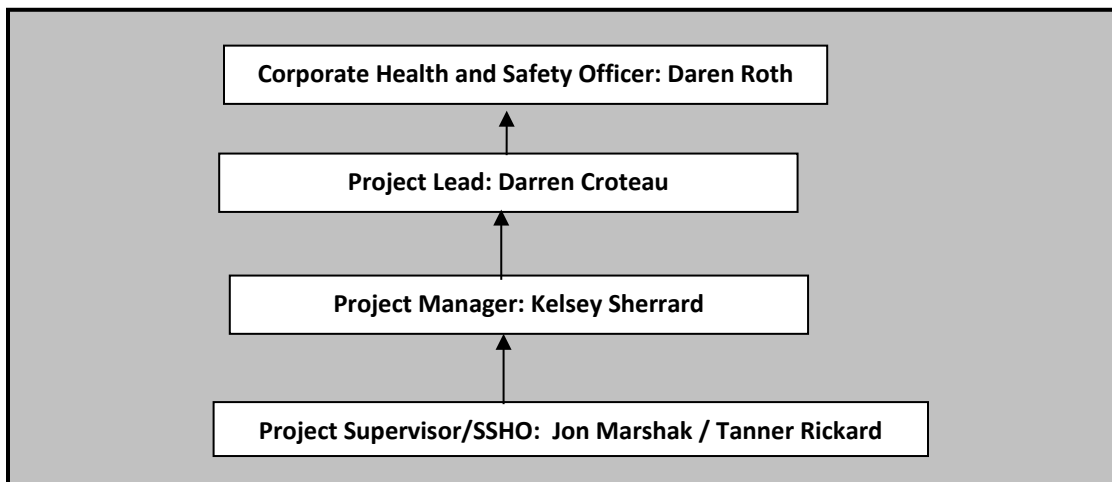 Corporate Health and Safety Officer: Daren Roth
Project Lead: Darren Croteau
Project Manager: Kelsey Sherrard
Project Supervisor/SSHO: Jon Marshak / Tanner Rickard